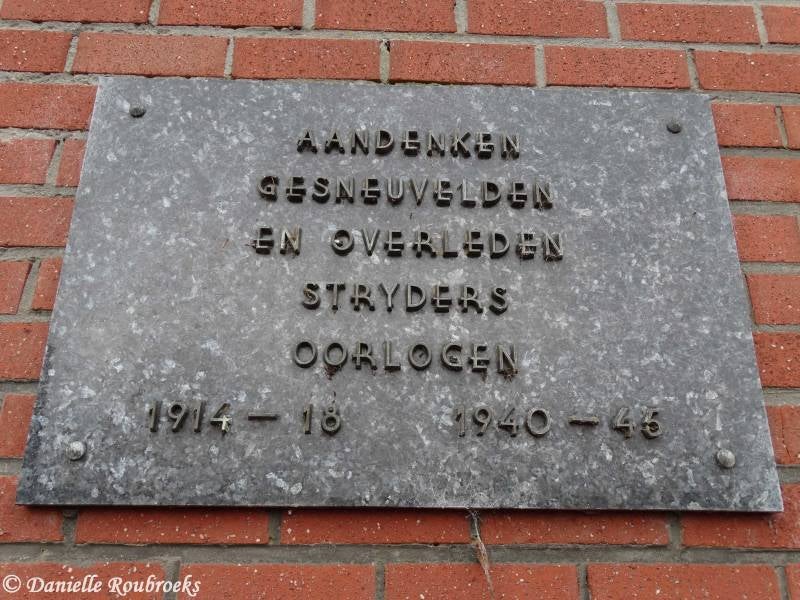 AANDENKEN
GESNEUVELDEN
EN OVERLEDEN
STRYDERS
OORLOGEN
1914 – 18 1940 – 45
© Danielle Roubroeks